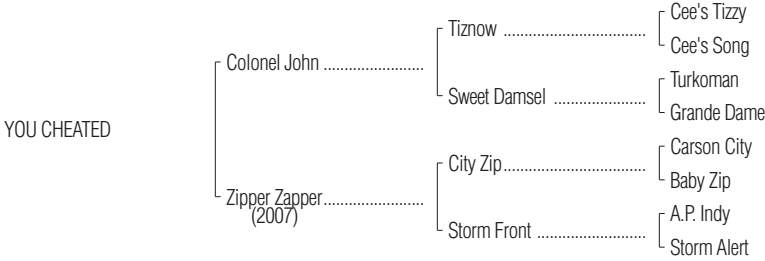 Cee's Tizzy
Tiznow ................................
Cee's Song
Colonel John .......................
Turkoman
Sweet Damsel .....................
Grande Dame
YOU CHEATED
Carson City
City Zip................................
Baby Zip
Zipper Zapper.......................
(2007)
A.P. Indy
Storm Front ........................
Storm Alert